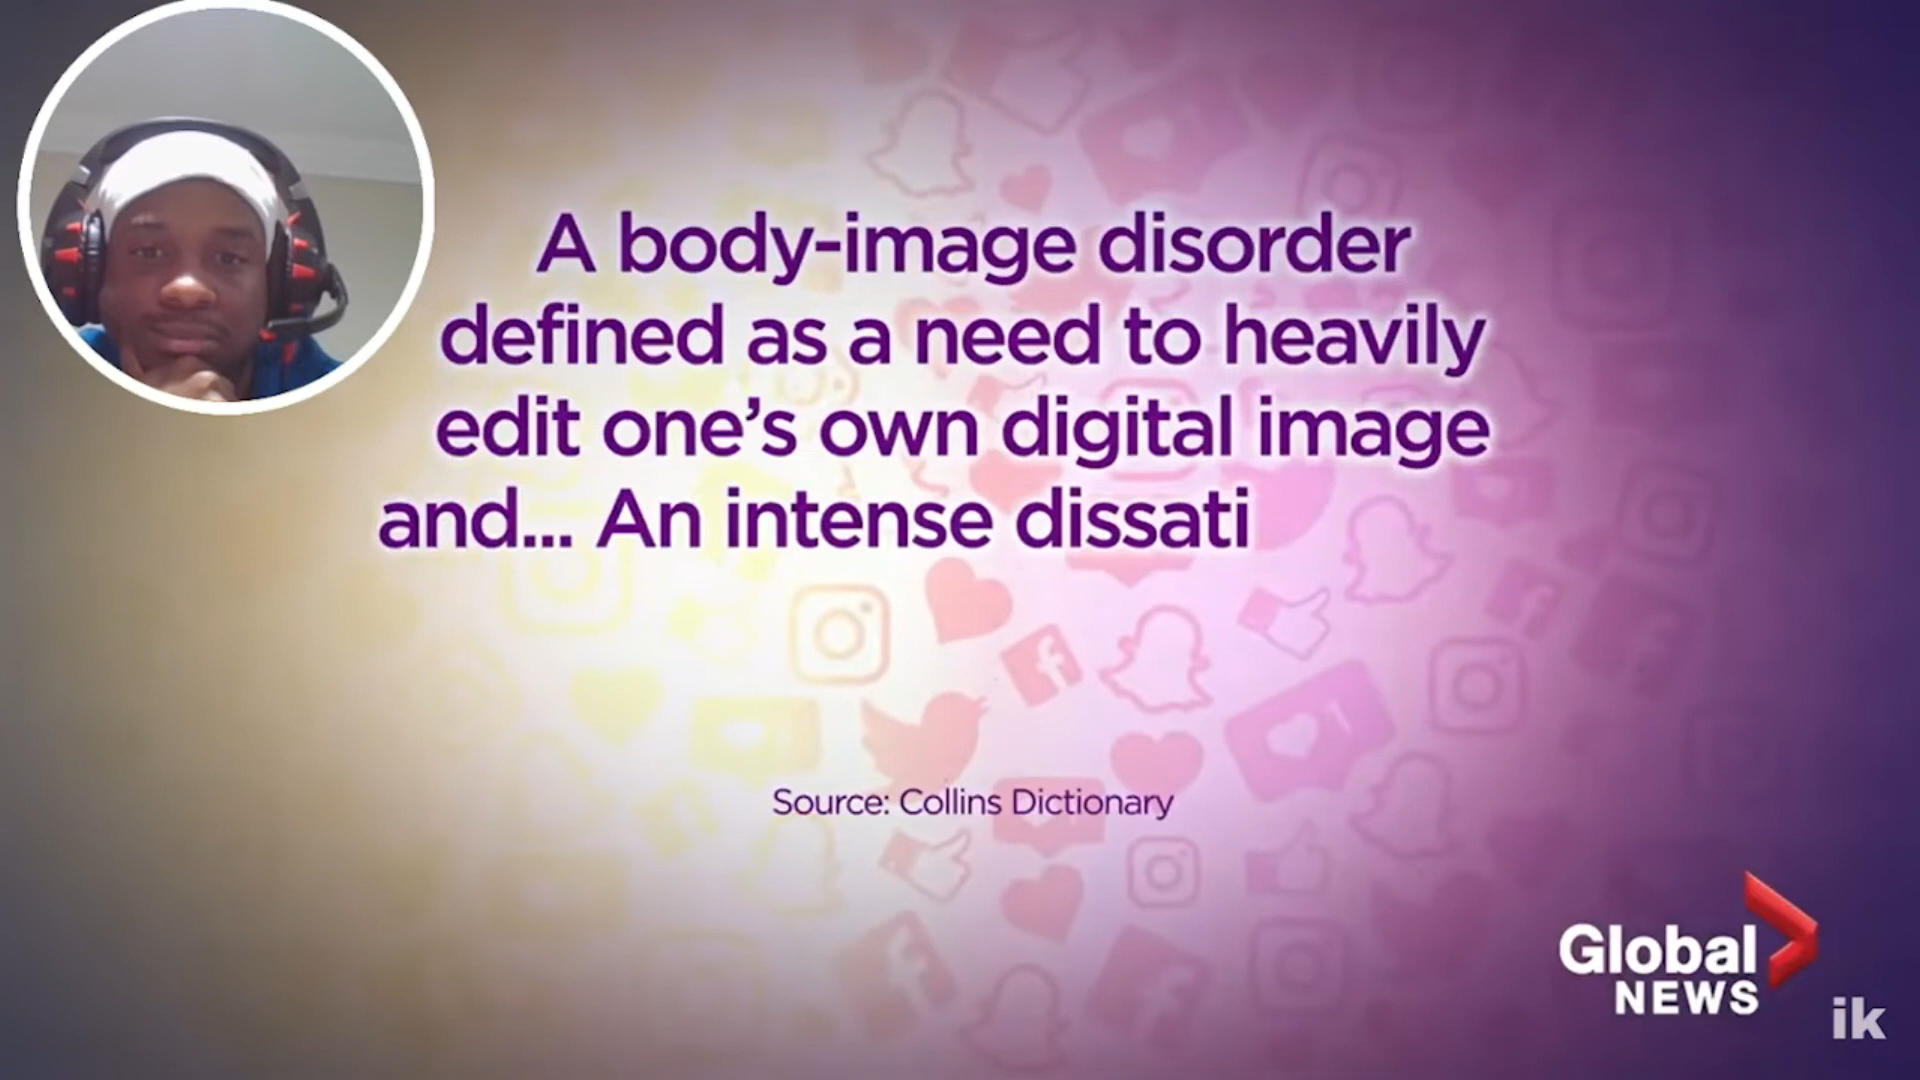 A body-image disorder
defined as a need to heavily
edit one's own digital image
and... An intense dissati
Source: Collins Dictionary
Global
NEWS
ik